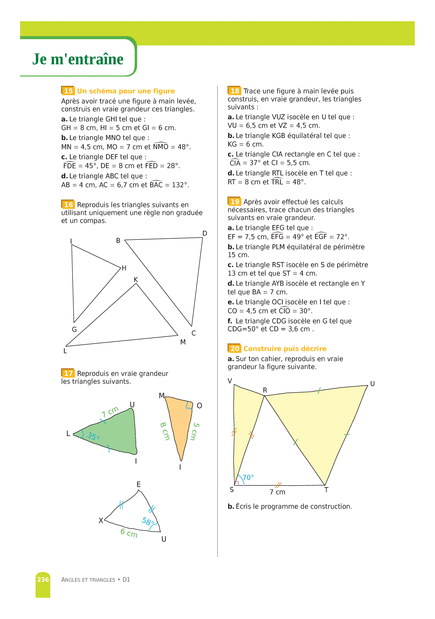 Je m'entraîne
15 Un schéma pour une figure
Après avoir tracé une figure à main levée,
construis en vraie grandeur ces triangles.
a. Le triangle GHI tel que :
GH = 8 cm, HI = 5 cm et GI = 6 cm.
b. Le triangle MNO tel que :
MN = 4,5 cm, MO = 7 cm et NMO = 48°.
c. Le triangle DEF tel que :
FDE = 45°, DE = 8 cm et FED = 28°.
d. Le triangle ABC tel que :
AB = 4 cm, AC = 6,7 cm et BAC = 132°.
16 Reproduis les triangles suivants en
utilisant uniquement une règle non graduée
et un compas.
I
B
D
H
K
G
C
M
L
17 Reproduis en vraie grandeur
les triangles suivants.
L
U
I
7 cm
35°
M
O
I
8 cm
5 cm
E
X
U
58°
6 cm
18 Trace une figure à main levée puis
construis, en vraie grandeur, les triangles
suivants :
a. Le triangle VUZ isocèle en U tel que :
VU = 6,5 cm et VZ = 4,5 cm.
b. Le triangle KGB équilatéral tel que :
KG = 6 cm.
c. Le triangle CIA rectangle en C tel que :
CIA = 37° et CI = 5,5 cm.
d. Le triangle RTL isocèle en T tel que :
RT = 8 cm et TRL = 48°.
19 Après avoir effectué les calculs
nécessaires, trace chacun des triangles
suivants en vraie grandeur.
a. Le triangle EFG tel que :
EF = 7,5 cm, EFG = 49° et EGF = 72°.
b. Le triangle PLM équilatéral de périmètre
15 cm.
c. Le triangle RST isocèle en S de périmètre
13 cm et tel que ST = 4 cm.
d. Le triangle AYB isocèle et rectangle en Y
tel que BA = 7 cm.
e. Le triangle OCI isocèle en I tel que :
CO = 4,5 cm et CIO = 30°.
f. Le triangle CDG isocèle en G tel que
CDG=50° et CD = 3,6 cm .
20 Construire puis décrire
a. Sur ton cahier, reproduis en vraie
grandeur la figure suivante.
V
R
U
70°
S
7 cm
T
b. Écris le programme de construction.
236 ANGLES ET TRIANGLES • D1